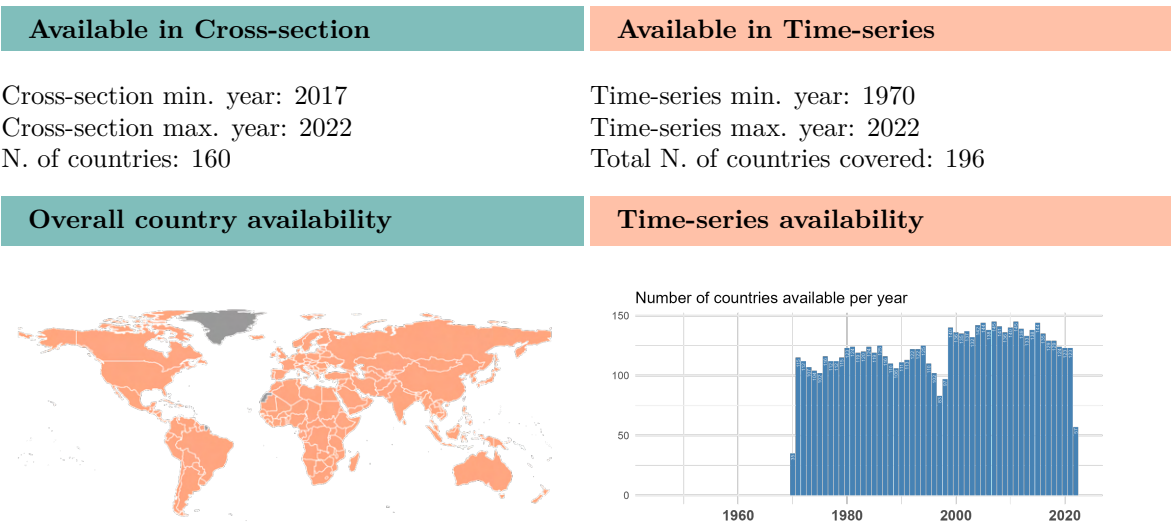 Available in Cross-section
Available in Time-series
Cross-section min. year: 2017
Cross-section max. year: 2022
N. of countries: 160
Time-series min. year: 1970
Time-series max. year: 2022
Total N. of countries covered: 196
Overall country availability
Time-series availability
Number of countries available per year
150
100
50
0
1960
1980
2000
2020